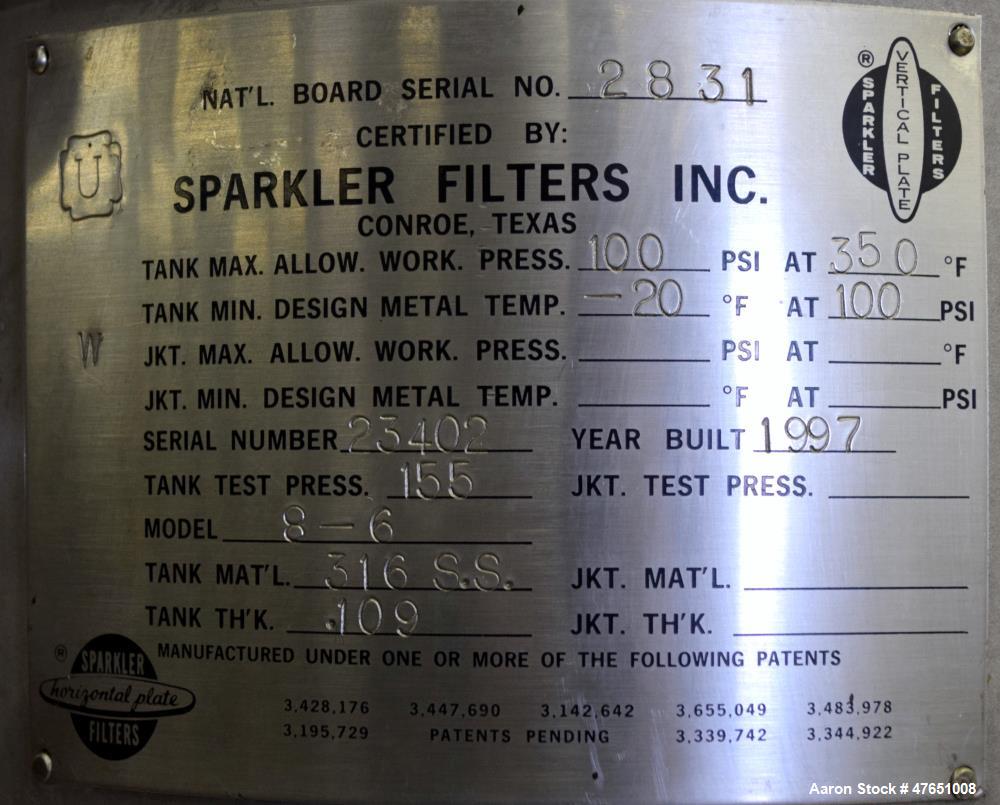 NAT'L. BOARD SERIAL NO. 2831
CERTIFIED BY:
SPARKLER FILTERS INC.
CONROE, TEXAS
® SPARKLER VERTICAL PLATE FILTERS
U
TANK MAX. ALLOW. WORK. PRESS. 100 PSI AT 350 °F
TANK MIN. DESIGN METAL TEMP. -20 °F AT 100 PSI
W
JKT. MAX. ALLOW. WORK. PRESS. PSI AT °F
JKT. MIN. DESIGN METAL TEMP. °F AT PSI
SERIAL NUMBER 23402 YEAR BUILT 1997
TANK TEST PRESS. 155 JKT. TEST PRESS.
MODEL 8-6
TANK MAT'L. 316 S.S. JKT. MAT'L.
TANK TH'K. .109 JKT. TH'K.
MANUFACTURED UNDER ONE OR MORE OF THE FOLLOWING PATENTS
® SPARKLER
horizontal plate
FILTERS
3,428,176 3,447,690 3,142,642 3,655,049 3,483,978
3,195,729 PATENTS PENDING 3,339,742 3,344,922
Aaron Stock # 47651008